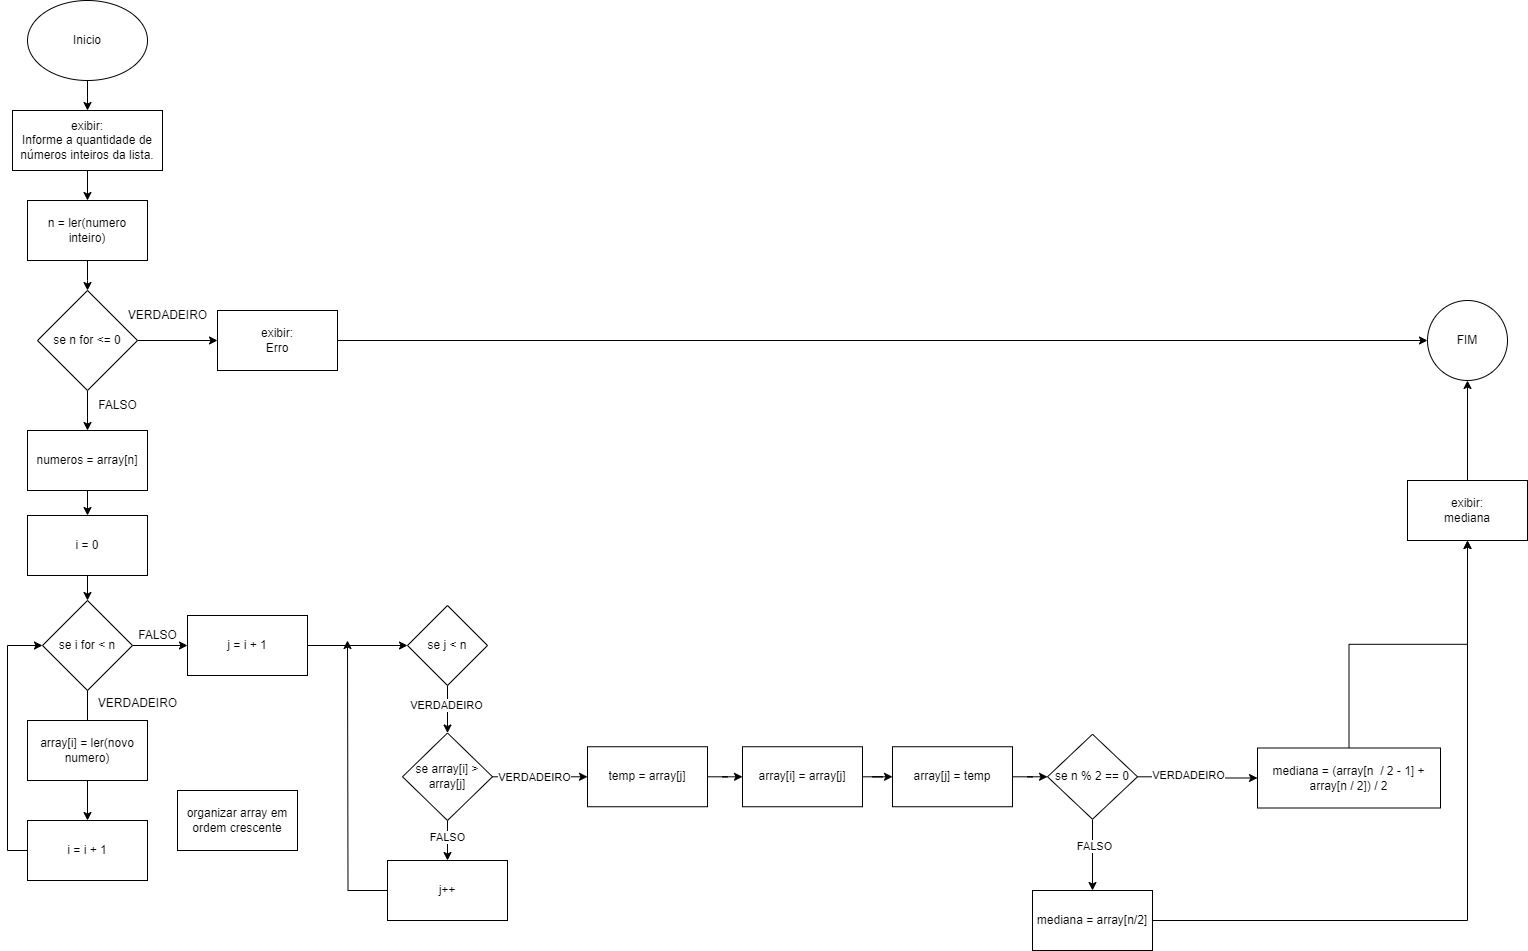 Inicio
exibir:
Informe a quantidade de
números inteiros da lista.
n = ler(numero
inteiro)
se n for <= 0
VERDADEIRO
exibir:
Erro
FIM
FALSO
numeros = array[n]
i = 0
exibir:
mediana
se i for < n
FALSO
j = i + 1
se j < n
VERDADEIRO
VERDADEIRO
array[i] = ler(novo
numero)
se array[i] >
array[j]
VERDADEIRO
temp = array[j]
array[i] = array[j]
array[j] = temp
se n % 2 == 0
VERDADEIRO
mediana = (array[n / 2 - 1] +
array[n / 2]) / 2
organizar array em
ordem crescente
FALSO
FALSO
i = i + 1
j++
mediana = array[n/2]